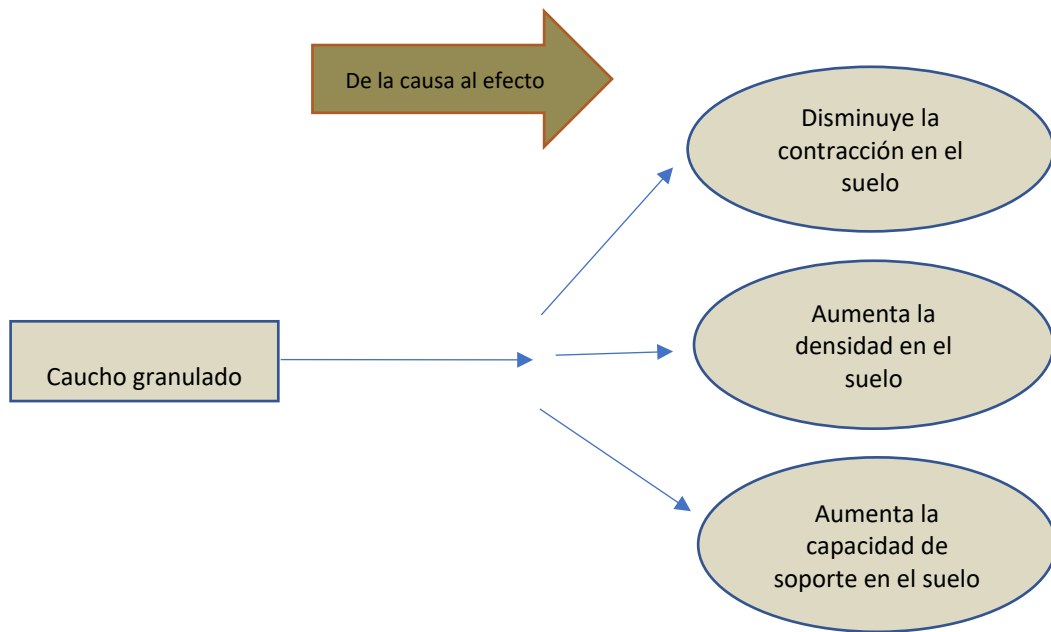 De la causa al efecto
Disminuye la
contracción en el
suelo
Aumenta la
densidad en el
suelo
Caucho granulado
Aumenta la
capacidad de
soporte en el suelo